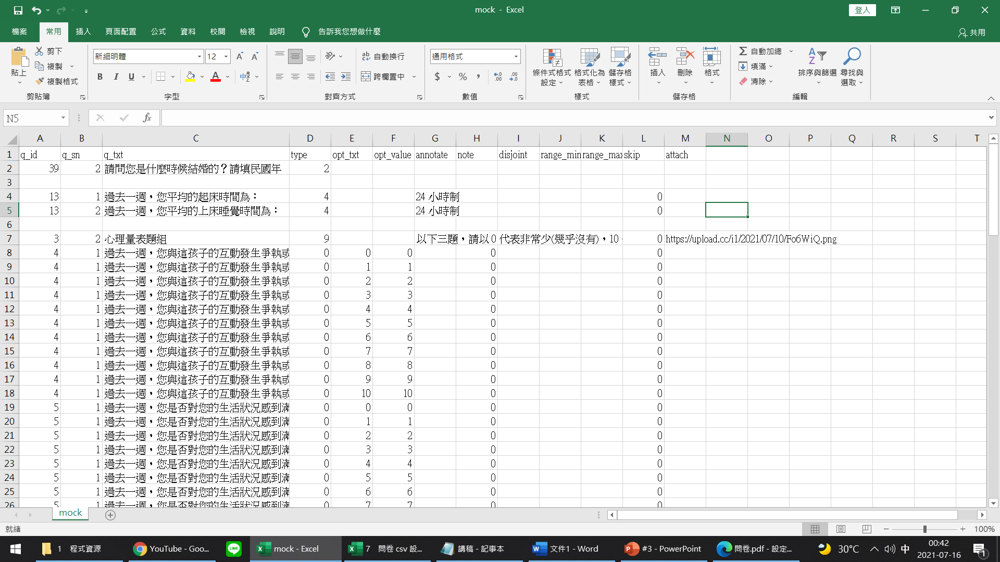 mock - Excel
登入
檔案 常用 插入 頁面配置 公式 資料 校閱 檢視 說明 告訴我您想做什麼 共用
貼上 剪下 複製 複製格式 剪貼簿
新細明體 12 B I U A 中 字型
ab 自動換行 跨欄置中 對齊方式
通用格式 $ % , 數值
條件式格式設定 格式化為表格 儲存格樣式 樣式
插入 刪除 格式 儲存格
自動加總 填滿 清除 排序與篩選 尋找與選取 編輯
N5 fx
A B C D E F G H I J K L M N O P Q R S T
1 q_id q_sn q_txt type opt_txt opt_value annotate note disjoint range_min range_max skip attach
2 39 2 請問您是什麼時候結婚的？請填民國年 2
3
4 13 1 過去一週，您平均的起床時間為： 4 24 小時制 0
5 13 2 過去一週，您平均的上床睡覺時間為： 4 24 小時制 0
6
7 3 2 心理量表題組 9 以下三題，請以 0 代表非常少(幾乎沒有)，10 0 https://upload.cc/i1/2021/07/10/Fo6WiQ.png
8 4 1 過去一週，您與這孩子的互動發生爭執或 0 0 0 0 0
9 4 1 過去一週，您與這孩子的互動發生爭執或 0 1 1 0 0
10 4 1 過去一週，您與這孩子的互動發生爭執或 0 2 2 0 0
11 4 1 過去一週，您與這孩子的互動發生爭執或 0 3 3 0 0
12 4 1 過去一週，您與這孩子的互動發生爭執或 0 4 4 0 0
13 4 1 過去一週，您與這孩子的互動發生爭執或 0 5 5 0 0
14 4 1 過去一週，您與這孩子的互動發生爭執或 0 6 6 0 0
15 4 1 過去一週，您與這孩子的互動發生爭執或 0 7 7 0 0
16 4 1 過去一週，您與這孩子的互動發生爭執或 0 8 8 0 0
17 4 1 過去一週，您與這孩子的互動發生爭執或 0 9 9 0 0
18 4 1 過去一週，您與這孩子的互動發生爭執或 0 10 10 0 0
19 5 1 過去一週，您是否對您的生活狀況感到滿 0 0 0 0 0
20 5 1 過去一週，您是否對您的生活狀況感到滿 0 1 1 0 0
21 5 1 過去一週，您是否對您的生活狀況感到滿 0 2 2 0 0
22 5 1 過去一週，您是否對您的生活狀況感到滿 0 3 3 0 0
23 5 1 過去一週，您是否對您的生活狀況感到滿 0 4 4 0 0
24 5 1 過去一週，您是否對您的生活狀況感到滿 0 5 5 0 0
25 5 1 過去一週，您是否對您的生活狀況感到滿 0 6 6 0 0
26 5 1 過去一週，您是否對您的生活狀況感到滿 0 7 7 0 0
mock
就緒 100%
1 程式資源 YouTube - Goo... LINE mock - Excel 7 問卷 csv 設... 講稿 - 記事本 文件1 - Word #3 - PowerPoint 問卷.pdf - 設定... 30°C 中 00:42 1
2021-07-16